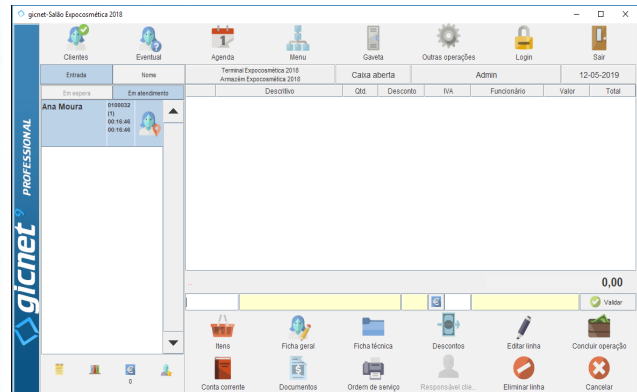 gicnet-Salão Expocosmética 2018
Clientes
Eventual
Agenda
Menu
Gaveta
Outras operações
Login
Sair
Entrada
Nome
Terminal Expocosmética 2018
Armazém Expocosmética 2018
Caixa aberta
Admin
12-05-2019
Em espera
Em atendimento
Descritivo
Qtd.
Desconto
IVA
Funcionário
Valor
Total
Ana Moura
0100032
(1)
00:16:46
00:16:46
gicnet 9 PROFESSIONAL
0,00
Validar
Itens
Ficha geral
Ficha técnica
Descontos
Editar linha
Concluir operação
0
Conta corrente
Documentos
Ordem de serviço
Responsável clie...
Eliminar linha
Cancelar